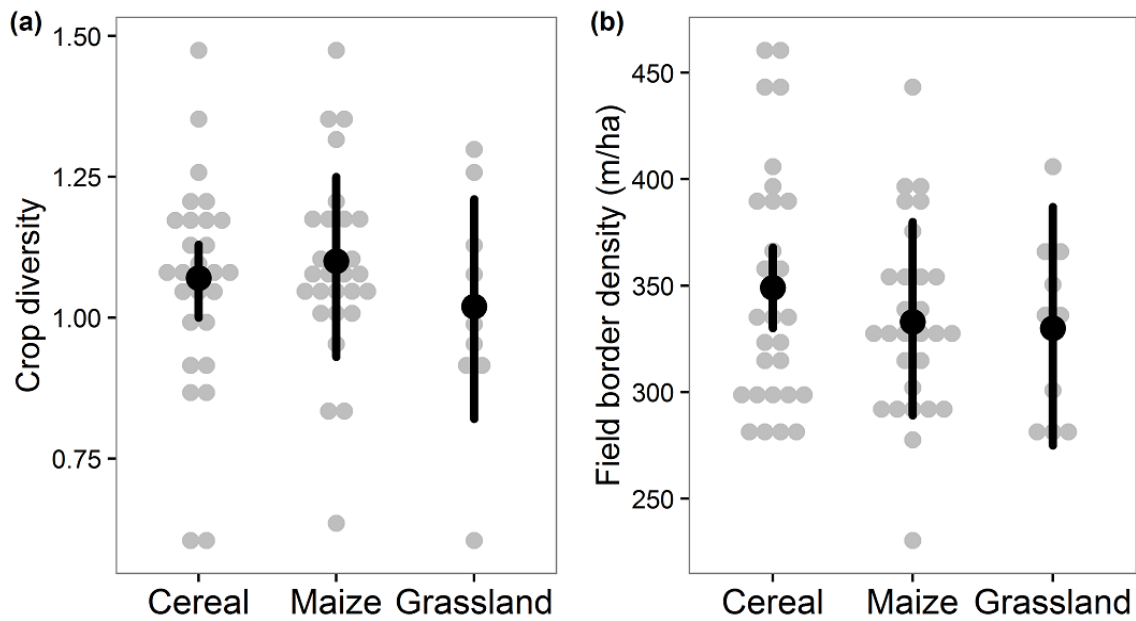 (a)
Crop diversity
1.50
1.25
1.00
0.75
Cereal Maize Grassland
(b)
Field border density (m/ha)
450
400
350
300
250
Cereal Maize Grassland